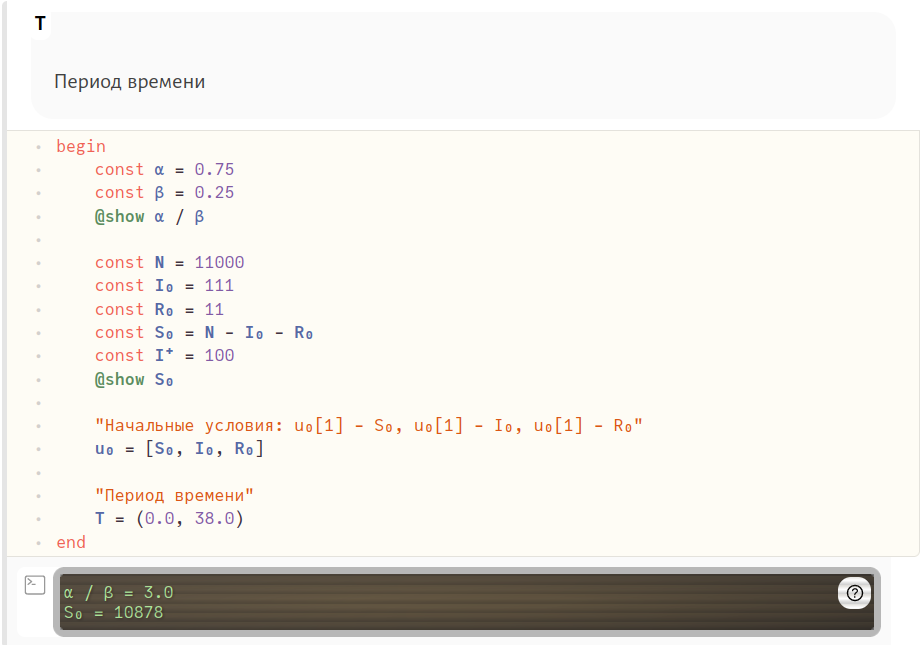 T
Период времени
begin
const α = 0.75
const β = 0.25
@show α / β
const N = 11000
const I₀ = 111
const R₀ = 11
const S₀ = N - I₀ - R₀
const I⁺ = 100
@show S₀
"Начальные условия: u₀[1] - S₀, u₀[1] - I₀, u₀[1] - R₀"
u₀ = [S₀, I₀, R₀]
"Период времени"
T = (0.0, 38.0)
end
α / β = 3.0
S₀ = 10878